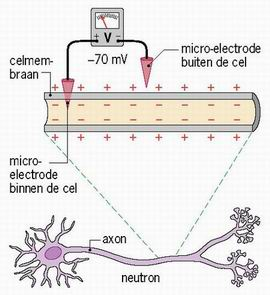 + V -
-70 mV
celmem-
braan
micro-electrode
buiten de cel
+ + + + + + + +
- - - - - - - -
- - - - - - - -
+ + + + + + + +
micro-
electrode
binnen de cel
axon
neutron